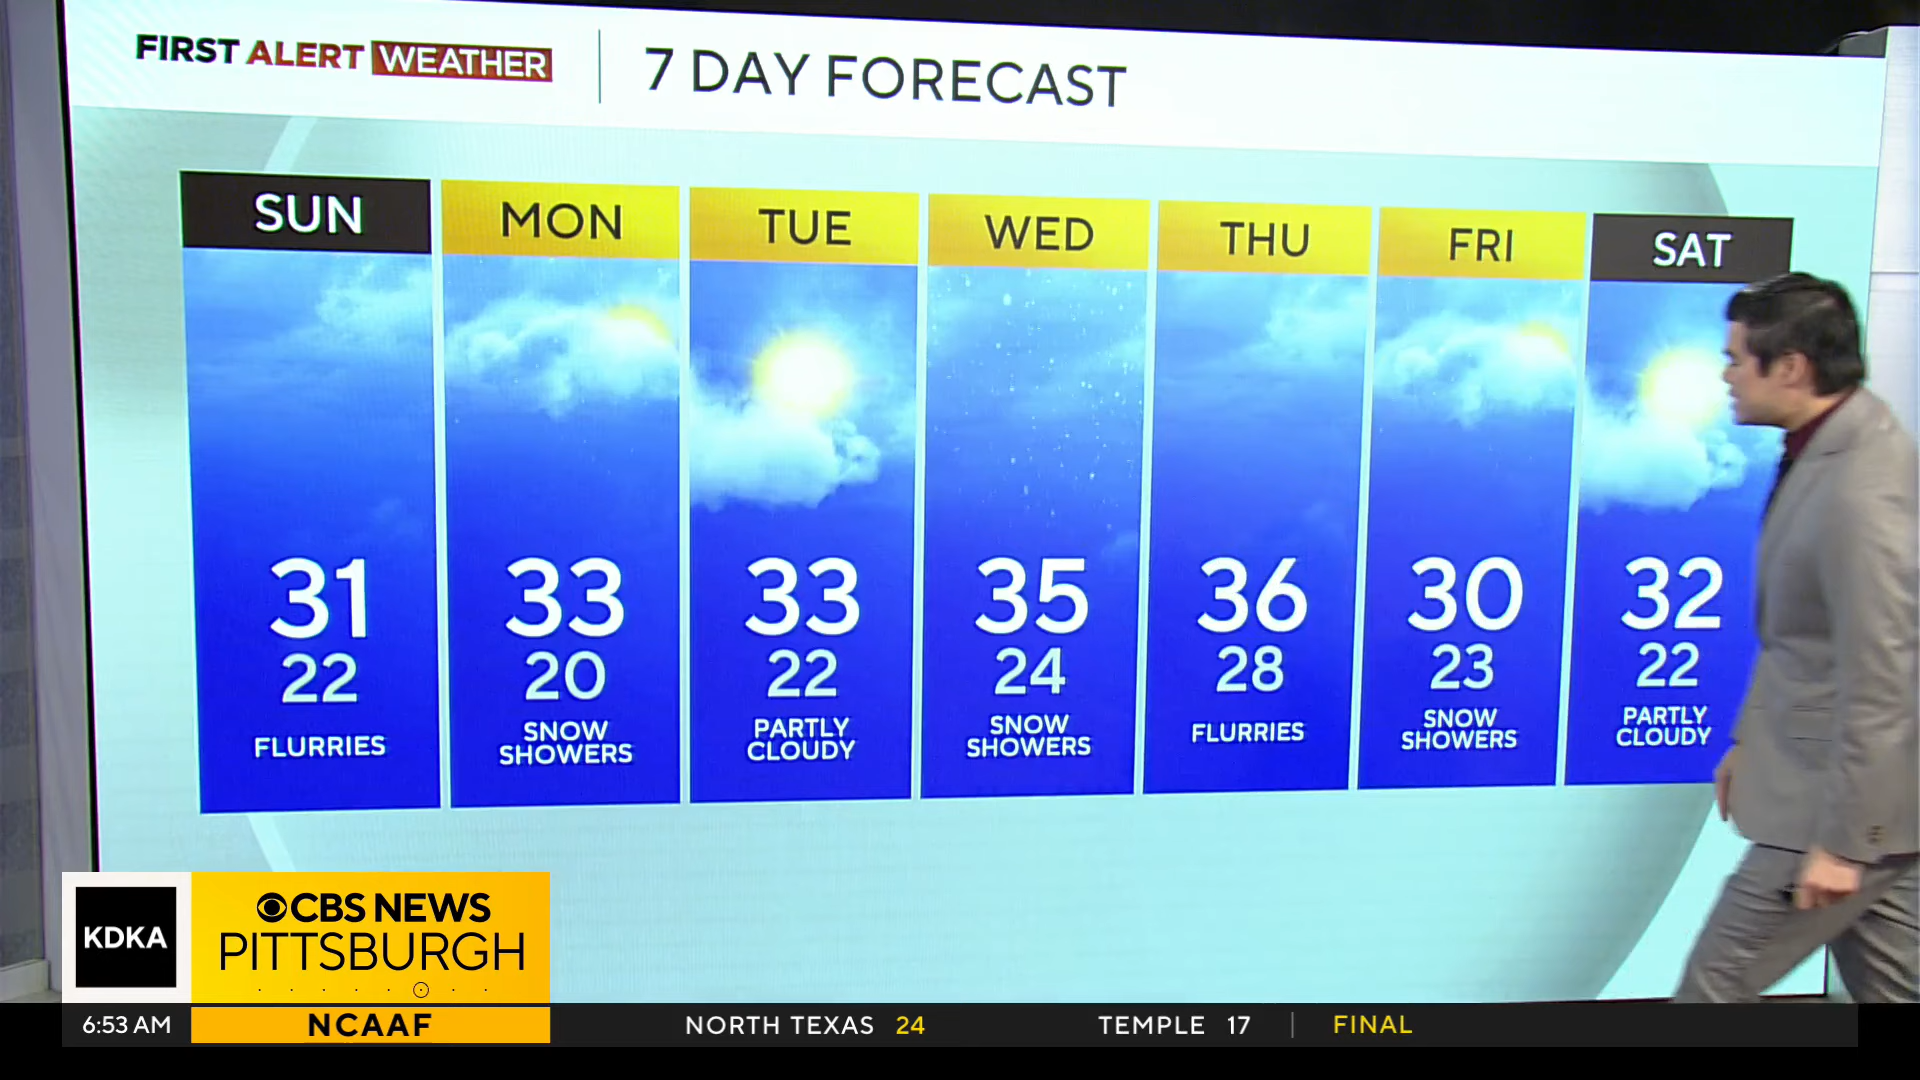 FIRST ALERT WEATHER
7 DAY FORECAST
SUN
31
22
FLURRIES
MON
33
20
SNOW
SHOWERS
TUE
33
22
PARTLY
CLOUDY
WED
35
24
SNOW
SHOWERS
THU
36
28
FLURRIES
FRI
30
23
SNOW
SHOWERS
SAT
32
22
PARTLY
CLOUDY
KDKA
CBS NEWS
PITTSBURGH
6:53 AM
NCAAF
NORTH TEXAS 24 TEMPLE 17 | FINAL